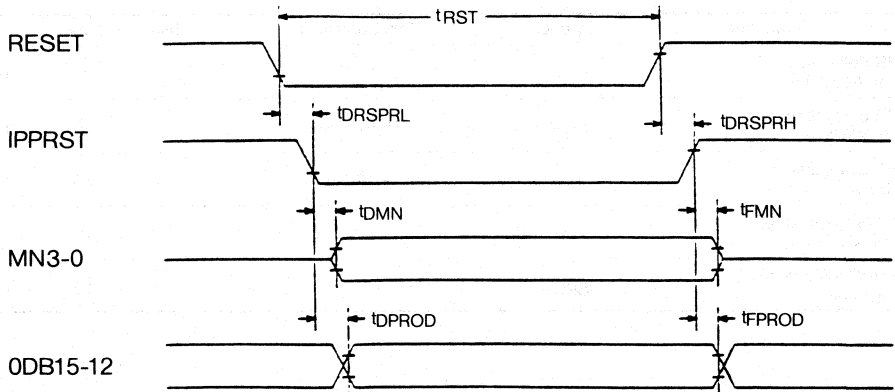 tRST
RESET
tDRSPRL
tDRSPRH
IPPRST
tDMN
tFMN
MN3-0
tDPROD
tFPROD
0DB15-12